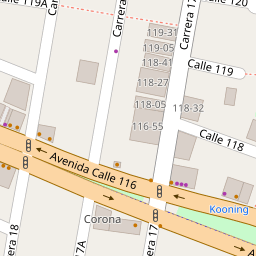 Calle 119A
Calle 120
Carrera
Carrera 17
119-31
119-05
118-41
Calle 119
118-27
118-05
118-32
116-55
Calle 118
Avenida Calle 116
Kooning
Corona
Carrera 18
17A
Carrera 17
A